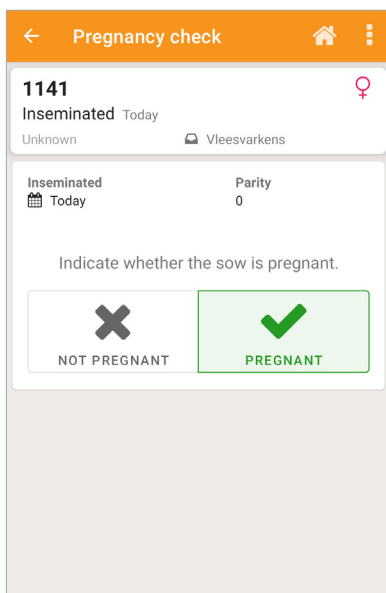 Pregnancy check
1141
Inseminated Today
Unknown Vleesvarkens
Inseminated Parity
Today 0
Indicate whether the sow is pregnant.
NOT PREGNANT PREGNANT